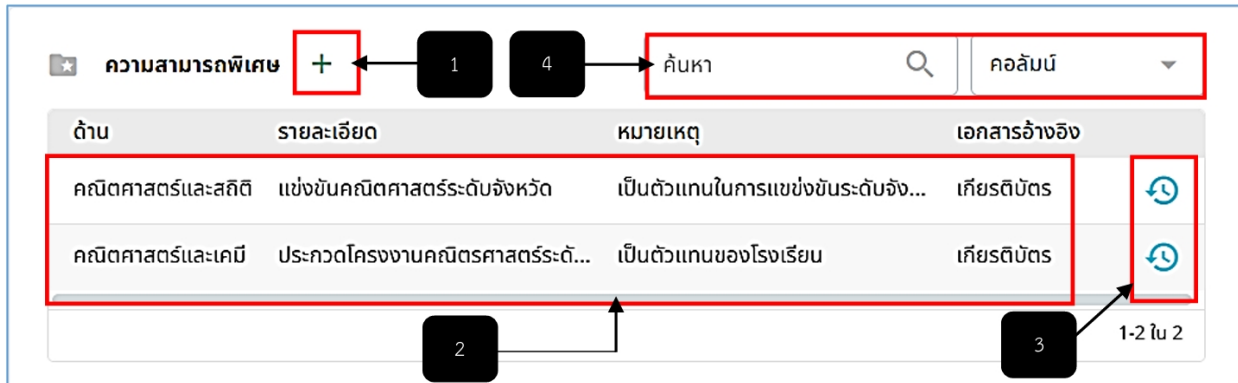 ความสามารถพิเศษ + 1 4 ค้นหา คอลัมน์
ด้าน รายละเอียด หมายเหตุ เอกสารอ้างอิง
คณิตศาสตร์และสถิติ แข่งขันคณิตศาสตร์ระดับจังหวัด เป็นตัวแทนในการแขข่งขันระดับจัง... เกียรติบัตร
คณิตศาสตร์และเคมี ประกวดโครงงานคณิตรศาสตร์ระดั... เป็นตัวแทนของโรงเรียน เกียรติบัตร
2 3 1-2 ใน 2